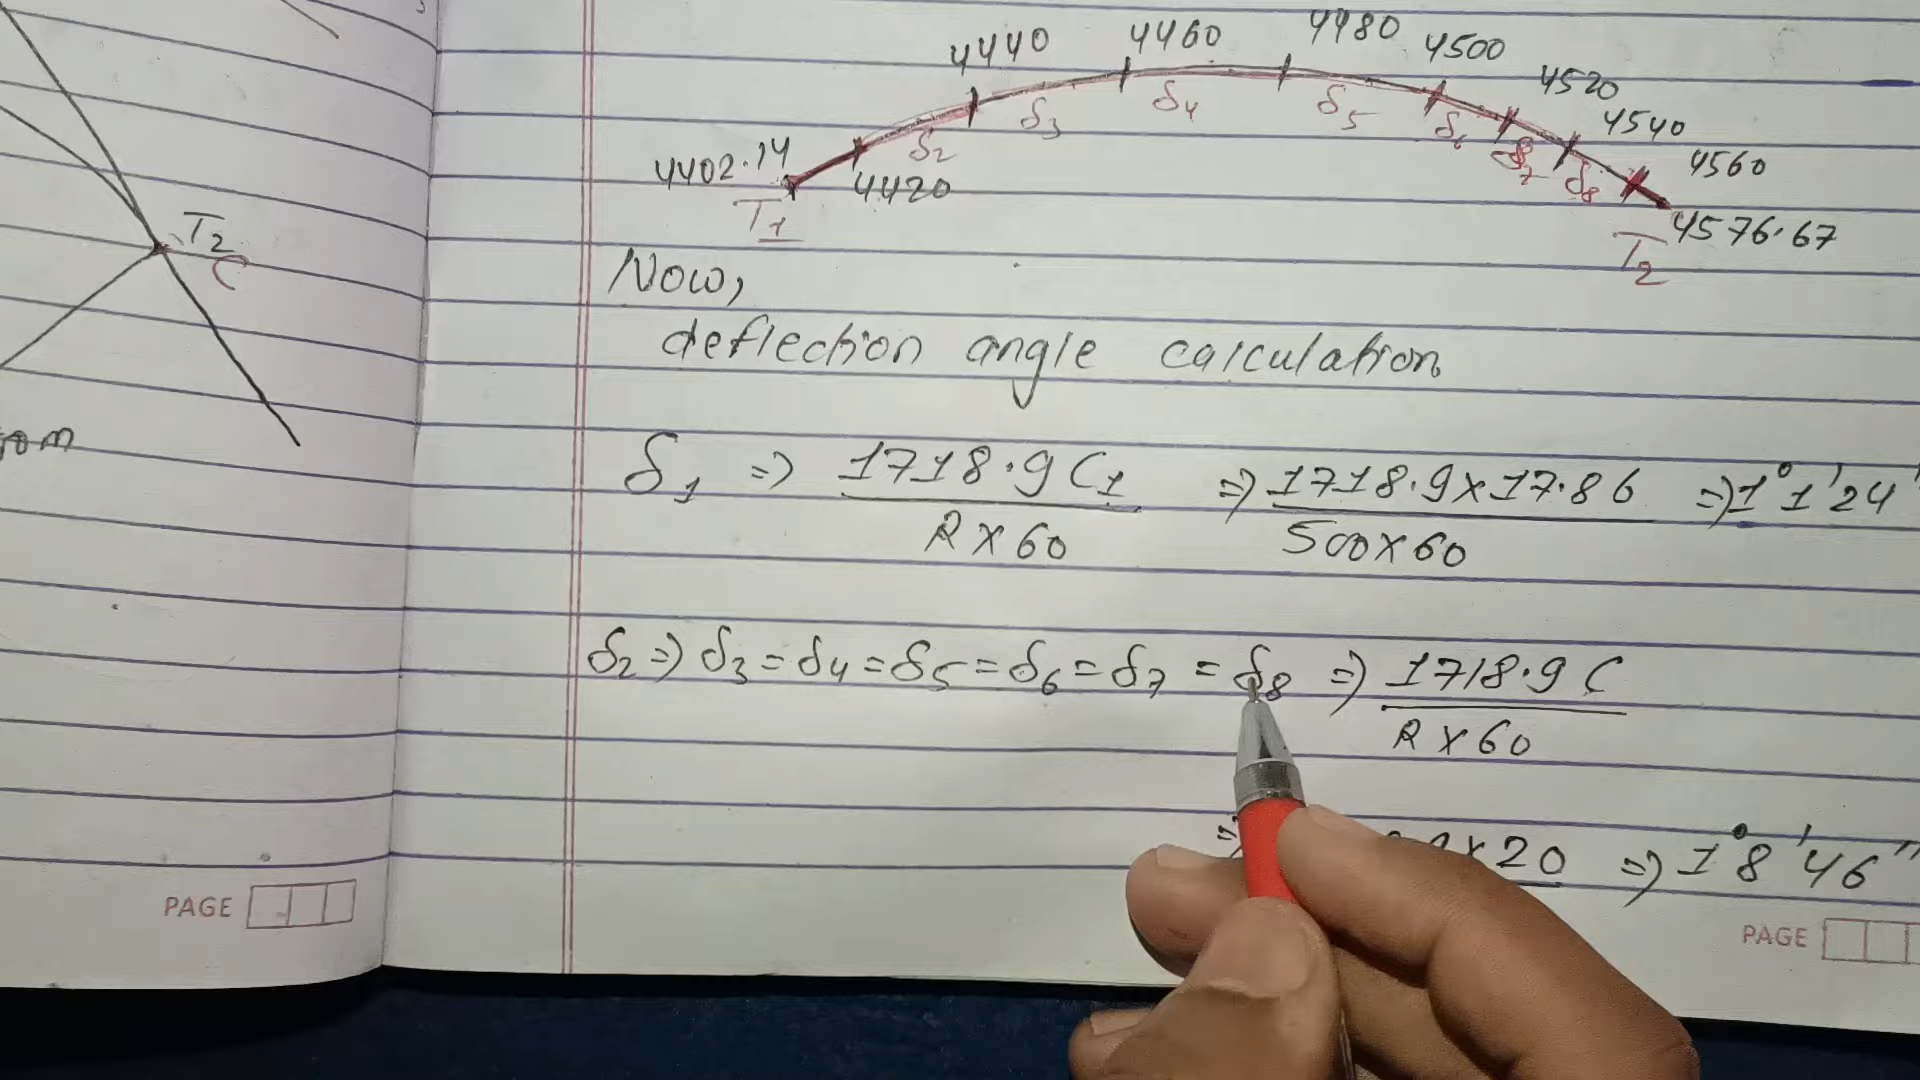 4440 4460 4480 4500 4520 4540 4560
δ2 δ3 δ4 δ5 δ6 δ7 δ8
4402.14 4420 4576.67
T1 T2
T2
C
Now,
deflection angle calculation
δ1 => 1718.9 C1 / R×60 => 1718.9×17.86 / 500×60 => 1°1'24'
δ2 => δ3 = δ4 = δ5 = δ6 = δ7 = δ8 => 1718.9 C / R×60
×20 => 1°8'46"
PAGE
PAGE